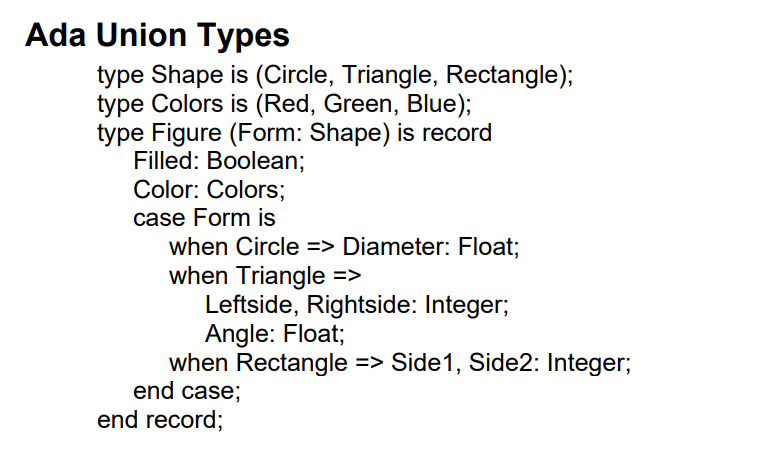 Ada Union Types
type Shape is (Circle, Triangle, Rectangle);
type Colors is (Red, Green, Blue);
type Figure (Form: Shape) is record
Filled: Boolean;
Color: Colors;
case Form is
when Circle => Diameter: Float;
when Triangle =>
Leftside, Rightside: Integer;
Angle: Float;
when Rectangle => Side1, Side2: Integer;
end case;
end record;